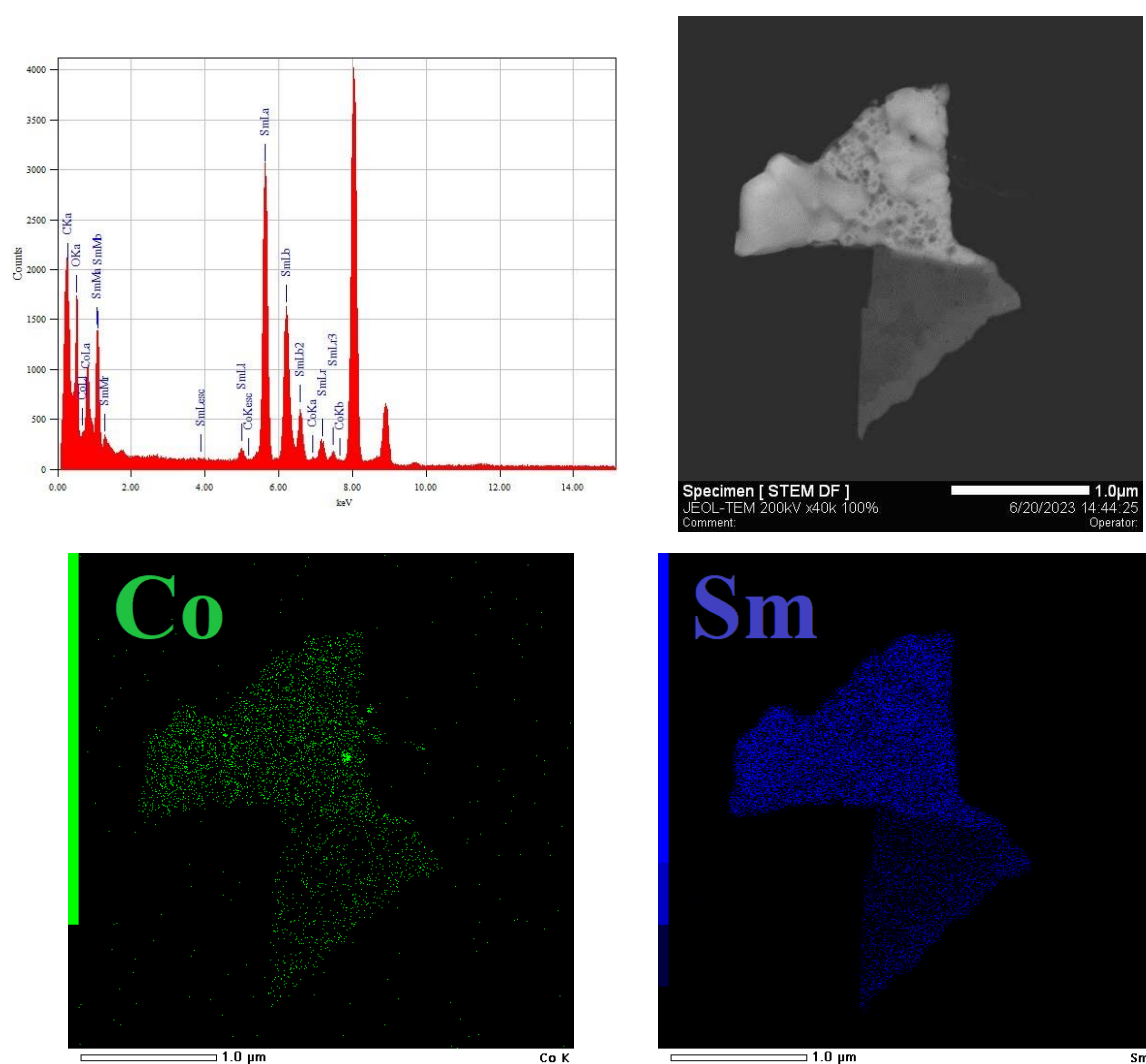 4000
3500
3000
2500
2000
1500
1000
500
0
Counts
0.00 2.00 4.00 6.00 8.00 10.00 12.00 14.00
keV
CKa
OKa
CoLl
CoLa
SmMa
SmMb
SmMr
SmLesc
SmLl
CoKesc
SmLa
SmLb
SmLb2
CoKa
SmLr
SmLr3
CoKb
Specimen [ STEM DF ] 1.0μm
JEOL-TEM 200kV x40k 100% 6/20/2023 14:44:25
Comment: Operator:
Co
1.0 μm Co K
Sm
1.0 μm Sm